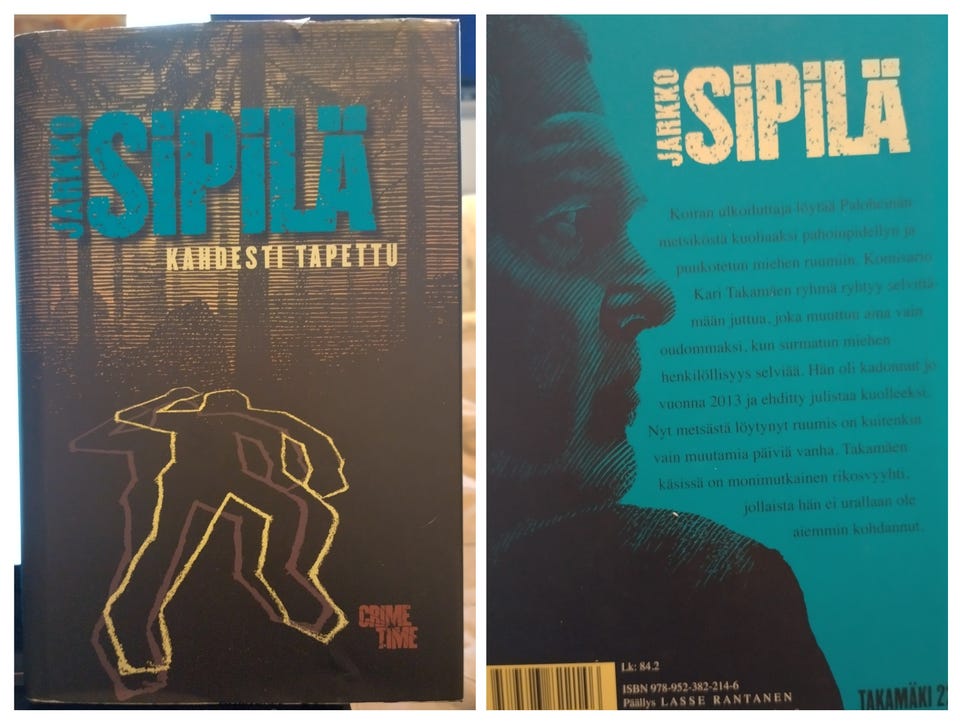 JARKKO
SiPiLÄ
KAHDESTI TAPETTU
CRIME
TIME
JARKKO
SiPiLÄ
Koiran ulkoiluttaja löytää Paloheinän
metsiköstä kuoliaaksi pahoinpidellyn ja
puukotetun miehen ruumiin. Komisario
Kari Takamäen ryhmä ryhtyy selvittä-
mään juttua, joka muuttuu aina vain
oudommaksi, kun surmatun miehen
henkilöllisyys selviää. Hän oli kadonnut jo
vuonna 2013 ja ehditty julistaa kuolleeksi.
Nyt metsästä löytynyt ruumis on kuitenkin
vain muutamia päiviä vanha. Takamäen
käsissä on monimutkainen rikosvyyhti,
jollaista hän ei urallaan ole
aiemmin kohdannut.
Lk: 84.2
ISBN 978-952-382-214-6
Päällys LASSE RANTANEN
TAKAMÄKI